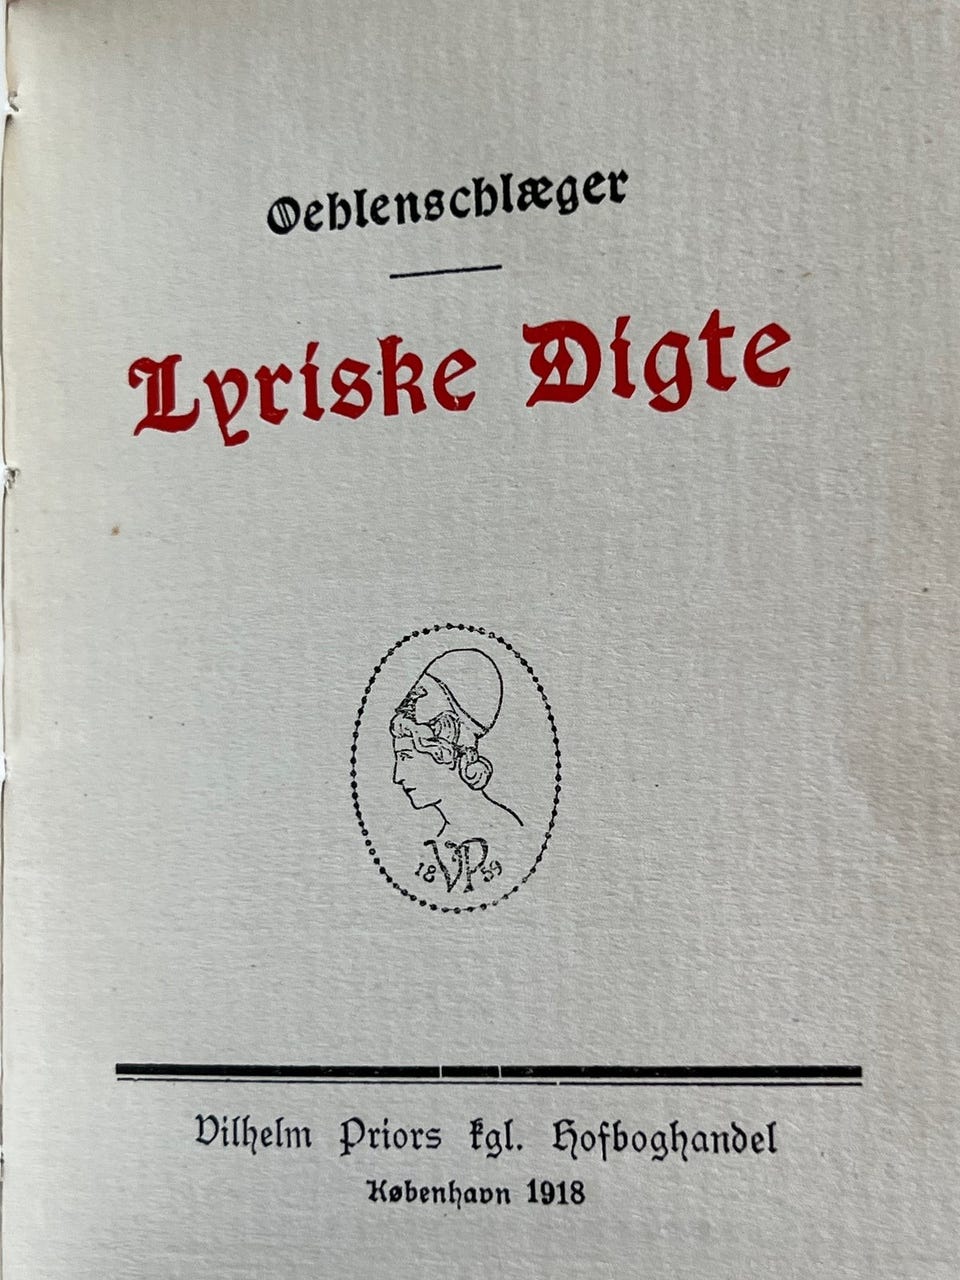 Oehlenschlæger
Lyriske Digte
18 VP 59
Vilhelm Priors kgl. Hofboghandel
København 1918